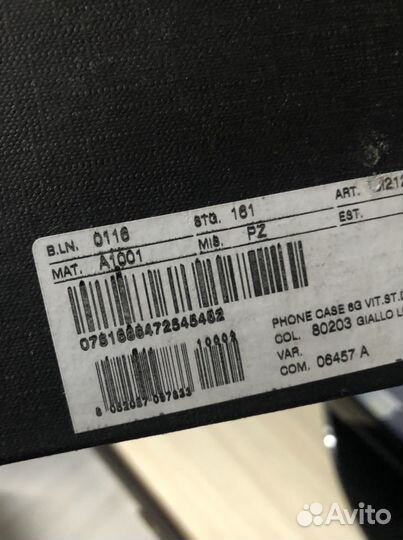 B.LN. 0116 STG. 161 ART.
MAT. A1001 MIS. PZ EST.
PHONE CASE 6G VIT.ST.D
COL. 80203 GIALLO L
VAR.
COM. 06457 A
10000
Avito